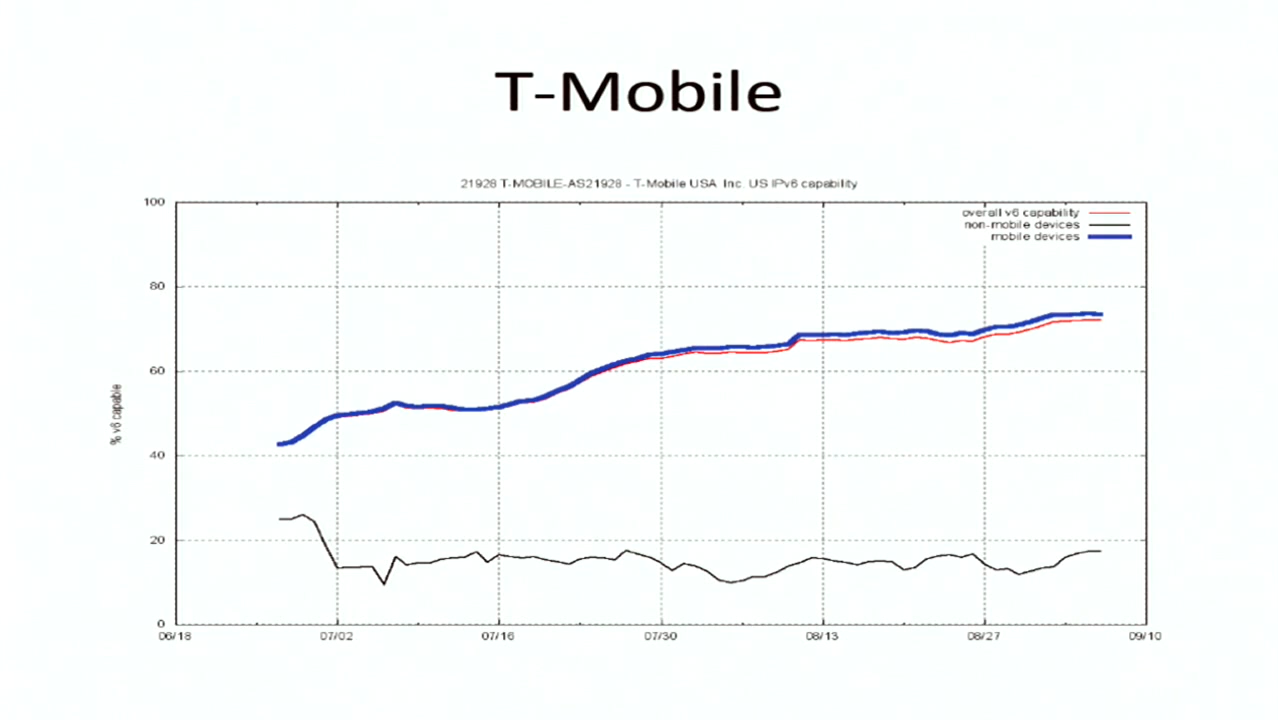 T-Mobile
21928 T-MOBILE-AS21928 - T-Mobile USA Inc. US IPv6 capability
overall v6 capability
non-mobile devices
mobile devices
% v6 capable
100
80
60
40
20
0
06/18 07/02 07/16 07/30 08/13 08/27 09/10